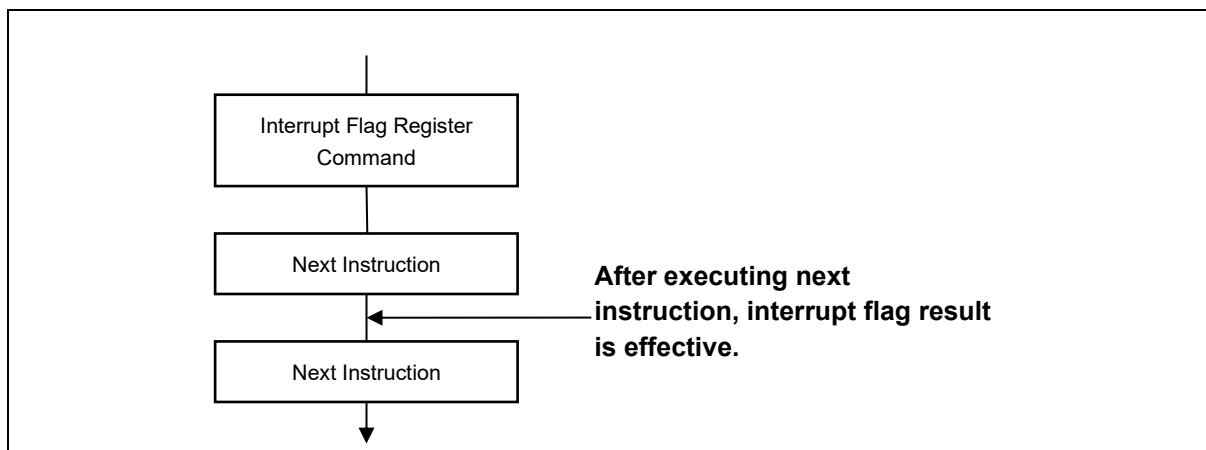 Interrupt Flag Register
Command
Next Instruction
After executing next
instruction, interrupt flag result
is effective.
Next Instruction